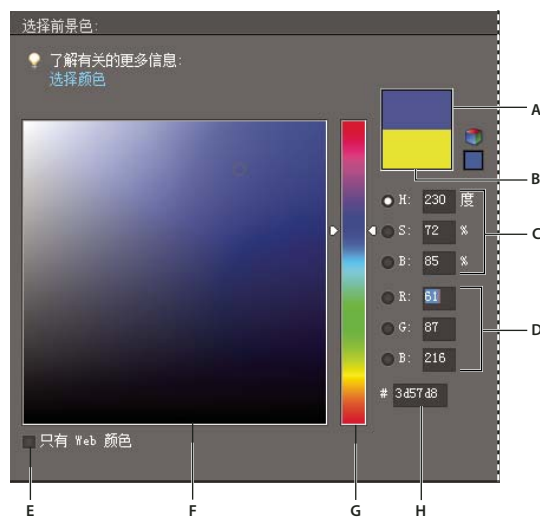 选择前景色:
了解有关的更多信息:
选择颜色
A
B
H: 230 度
S: 72 %
B: 85 %
C
R: 61
G: 87
B: 216
D
# 3d57d8
只有 Web 颜色
E F G H